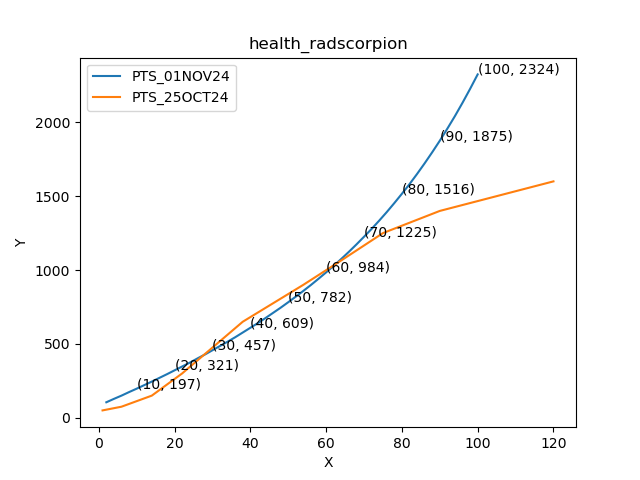 health_radscorpion
PTS_01NOV24
PTS_25OCT24
(100, 2324)
(90, 1875)
(80, 1516)
(70, 1225)
(60, 984)
(50, 782)
(40, 609)
(30, 457)
(20, 321)
(10, 197)
2000
1500
1000
500
0
Y
0 20 40 60 80 100 120
X